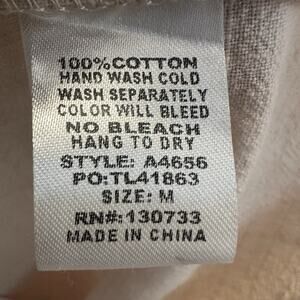 100%COTTON
HAND WASH COLD
WASH SEPARATELY
COLOR WILL BLEED
NO BLEACH
HANG TO DRY
STYLE: A4656
PO:TL41863
SIZE: M
RN#:130733
MADE IN CHINA